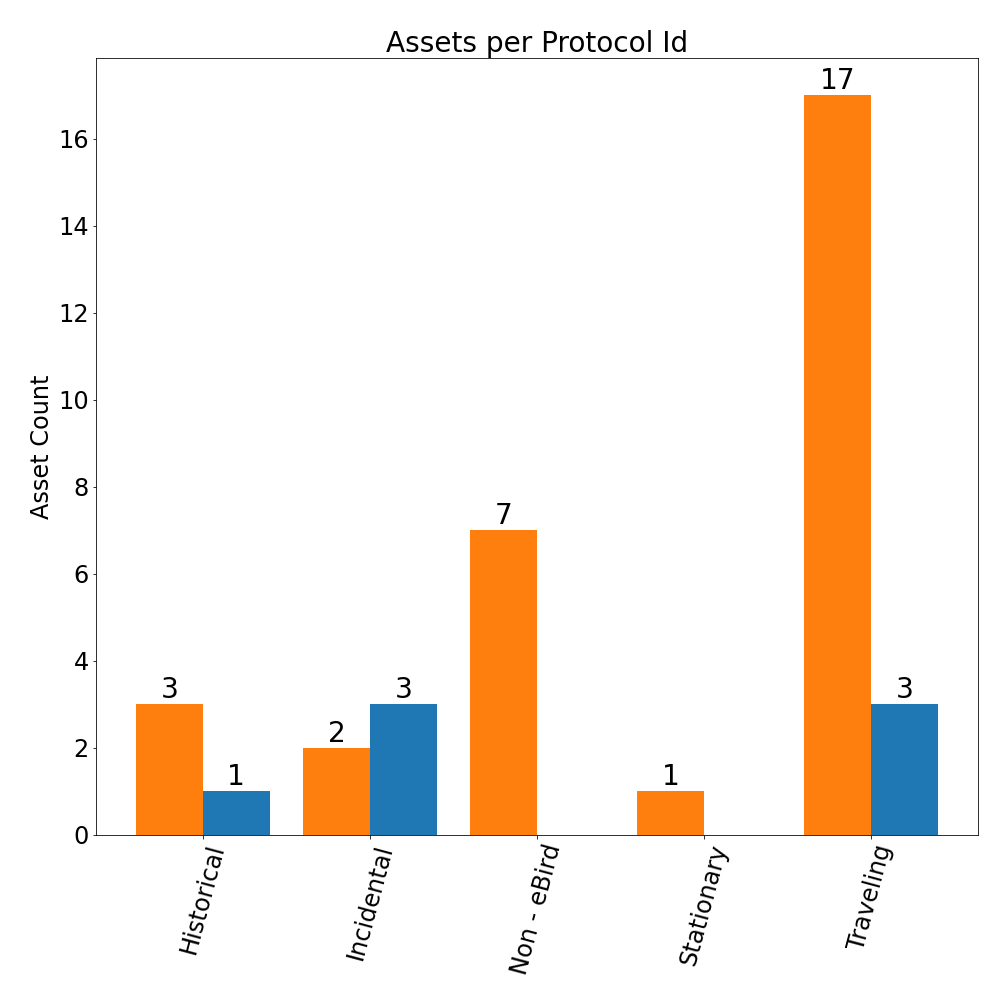 Assets per Protocol Id
Asset Count
16
14
12
10
8
6
4
2
0
3
1
2
3
7
1
17
3
Historical
Incidental
Non - eBird
Stationary
Traveling